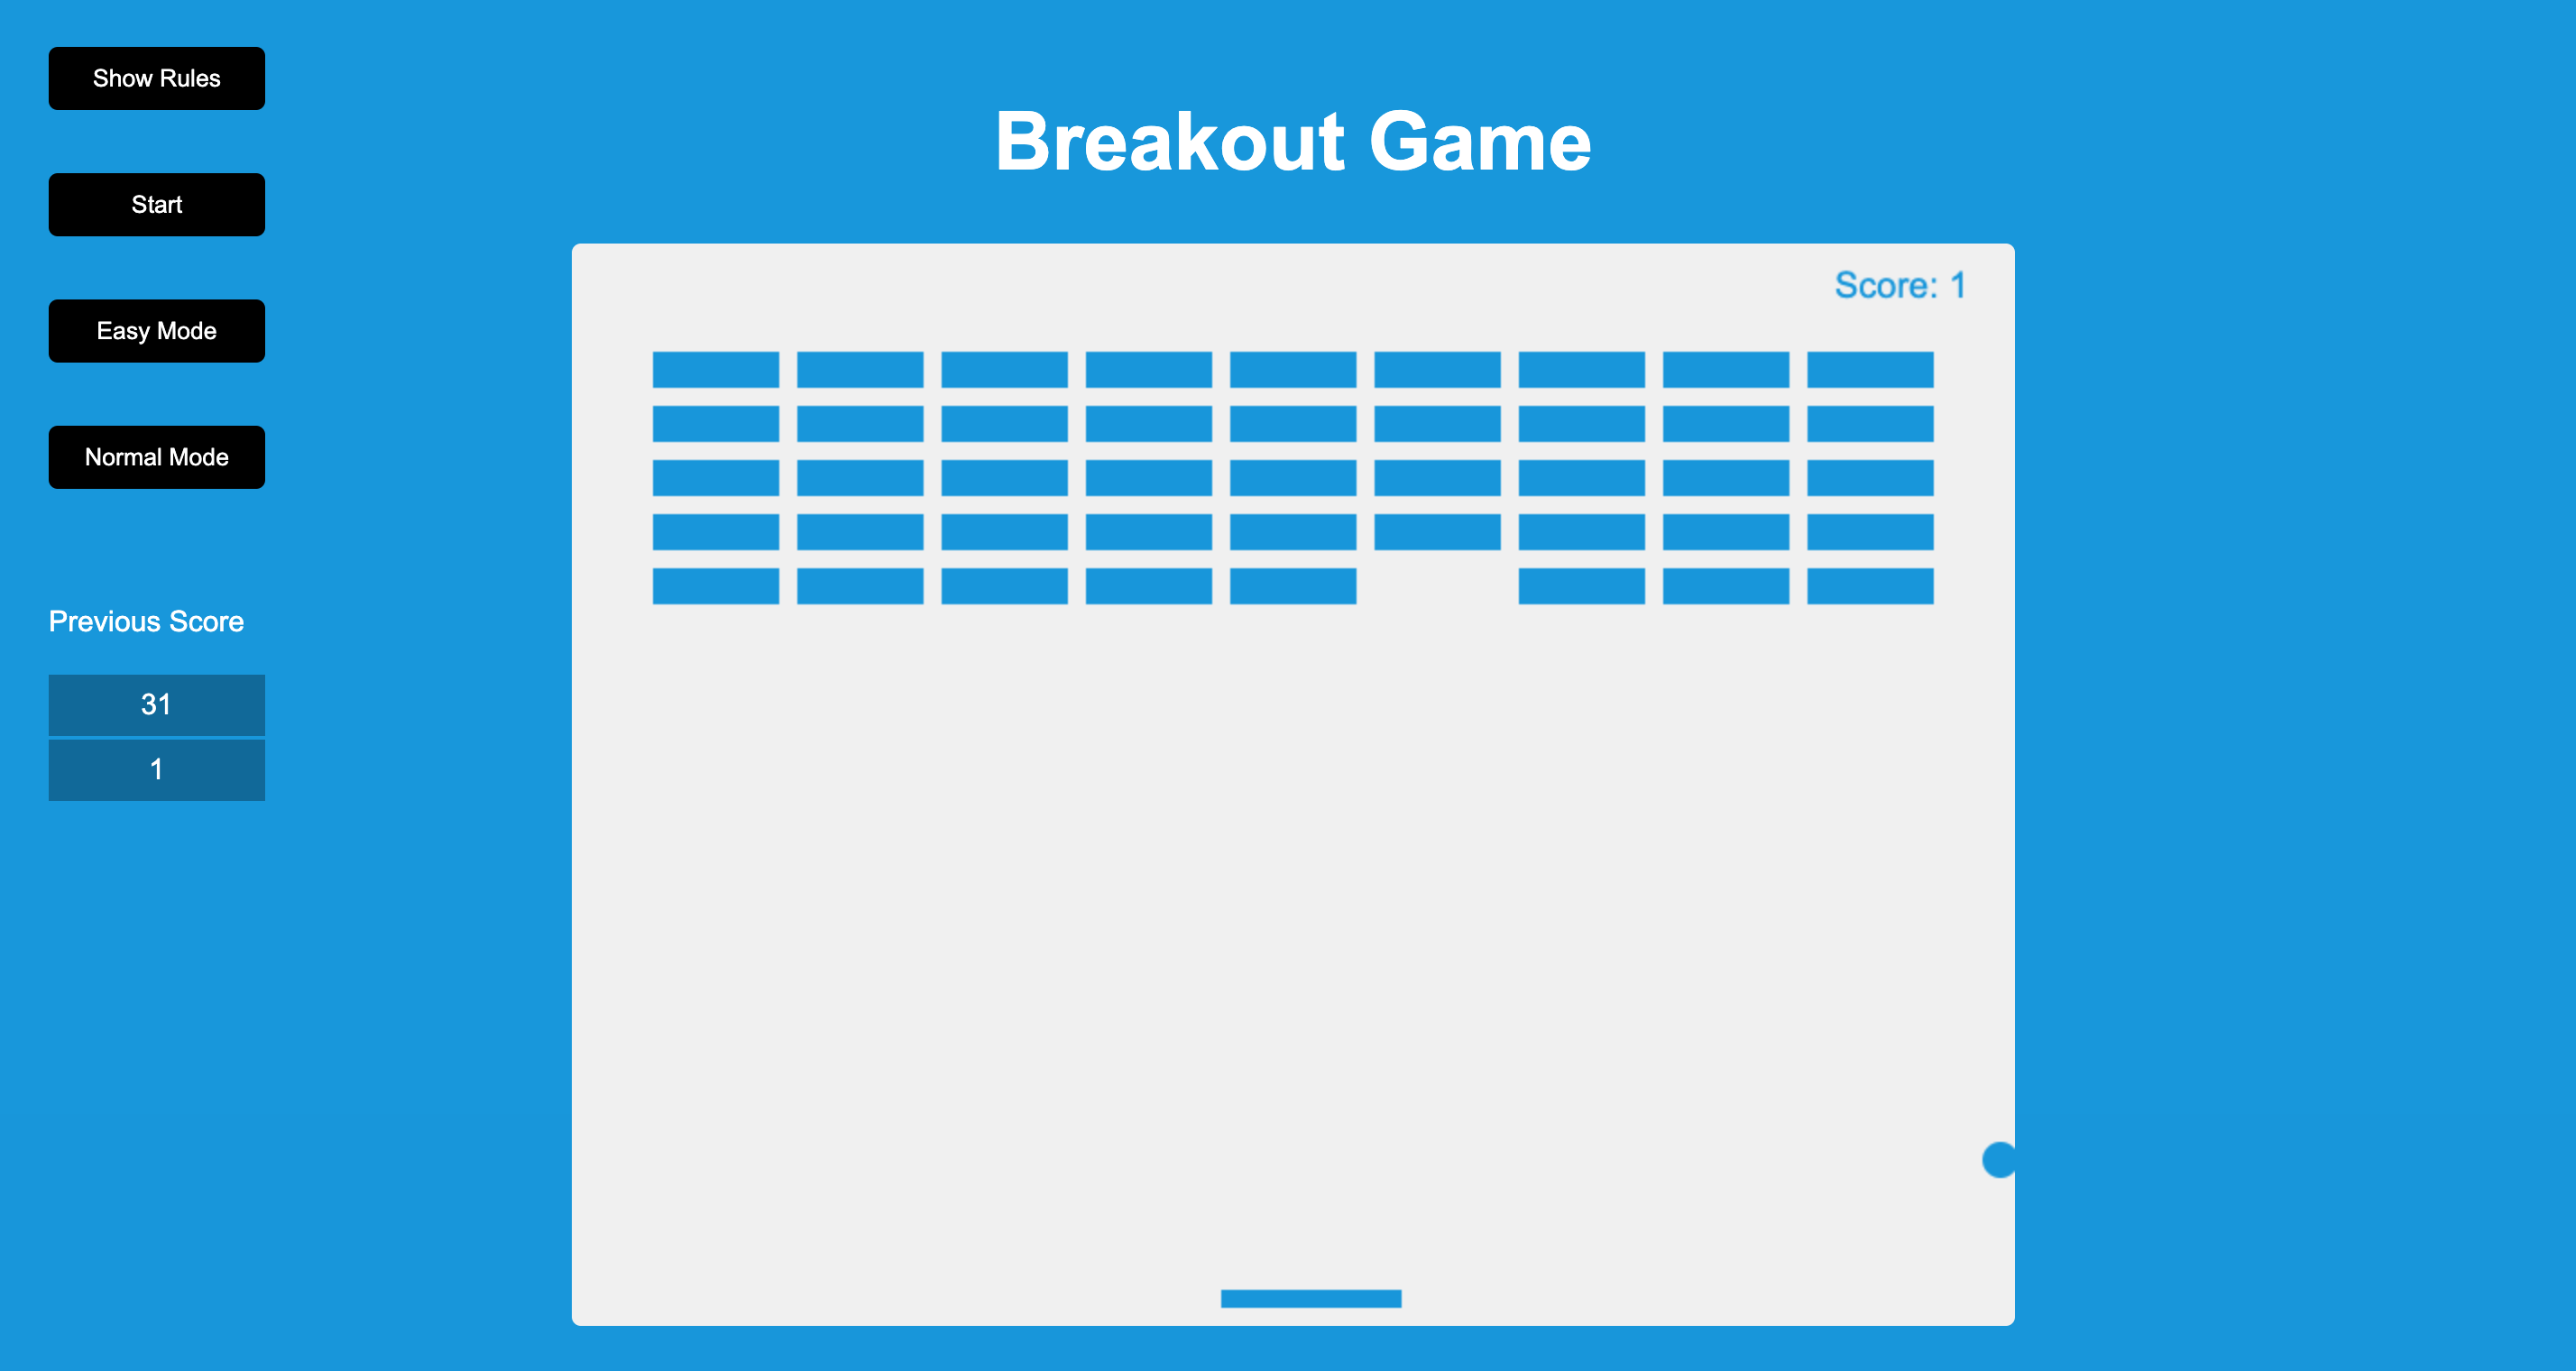 Show Rules
Start
Easy Mode
Normal Mode
Previous Score
31
1
Breakout Game
Score: 1